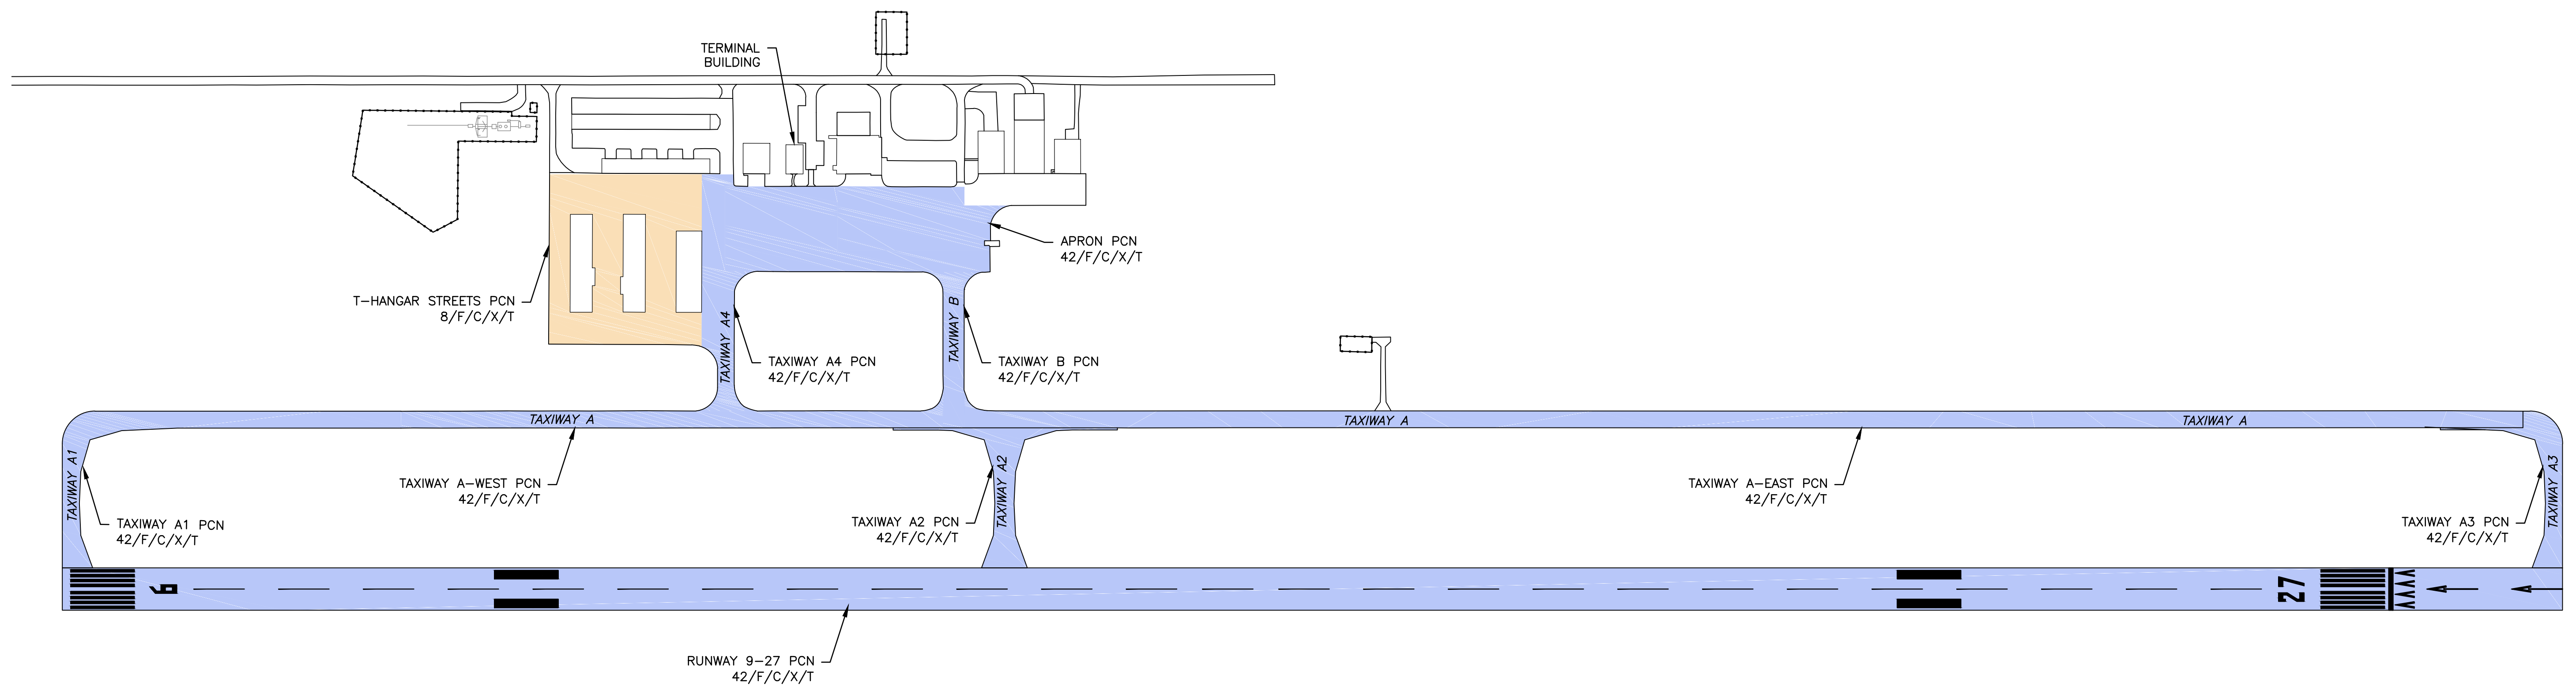 TERMINAL
BUILDING
APRON PCN
42/F/C/X/T
T-HANGAR STREETS PCN
8/F/C/X/T
TAXIWAY A4
TAXIWAY B
TAXIWAY A4 PCN
42/F/C/X/T
TAXIWAY B PCN
42/F/C/X/T
TAXIWAY A
TAXIWAY A
TAXIWAY A
TAXIWAY A1
TAXIWAY A2
TAXIWAY A3
TAXIWAY A-WEST PCN
42/F/C/X/T
TAXIWAY A-EAST PCN
42/F/C/X/T
TAXIWAY A1 PCN
42/F/C/X/T
TAXIWAY A2 PCN
42/F/C/X/T
TAXIWAY A3 PCN
42/F/C/X/T
9
27
RUNWAY 9-27 PCN
42/F/C/X/T